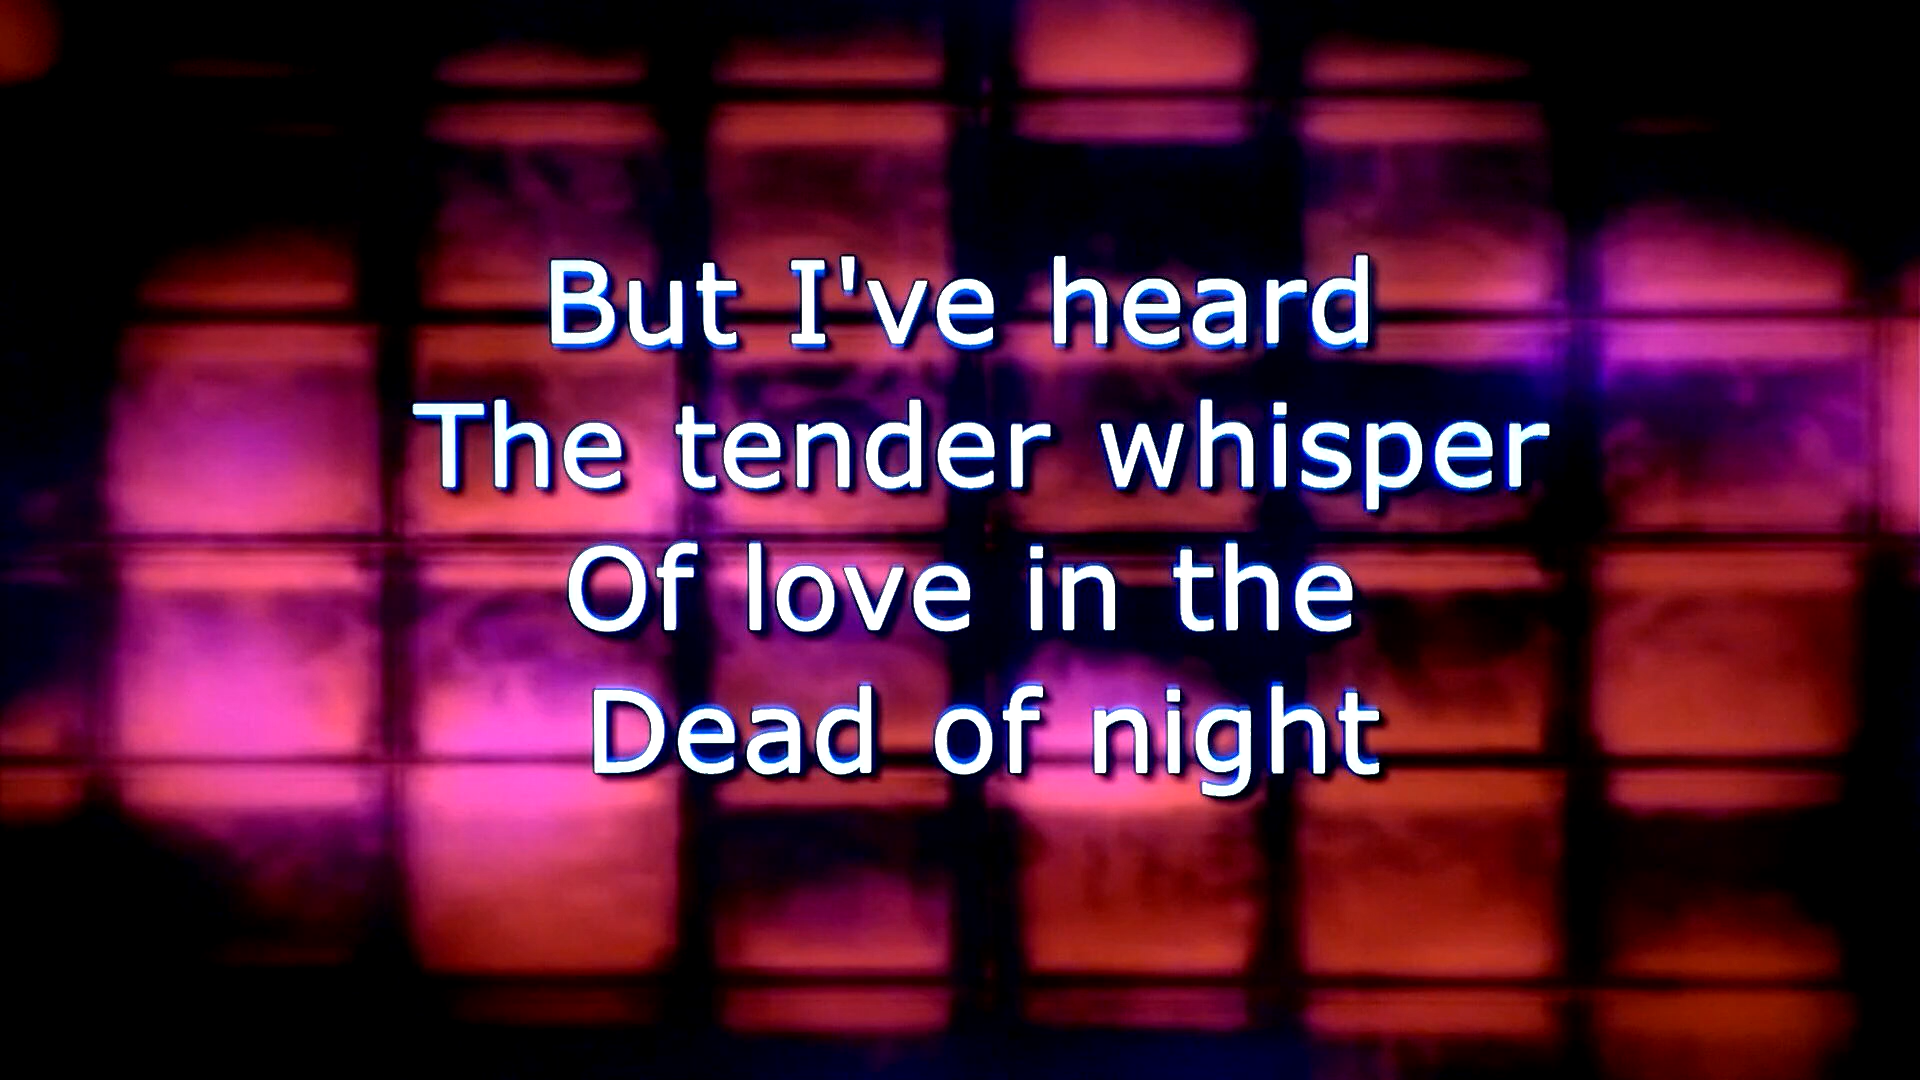 But I've heard
The tender whisper
Of love in the
Dead of night